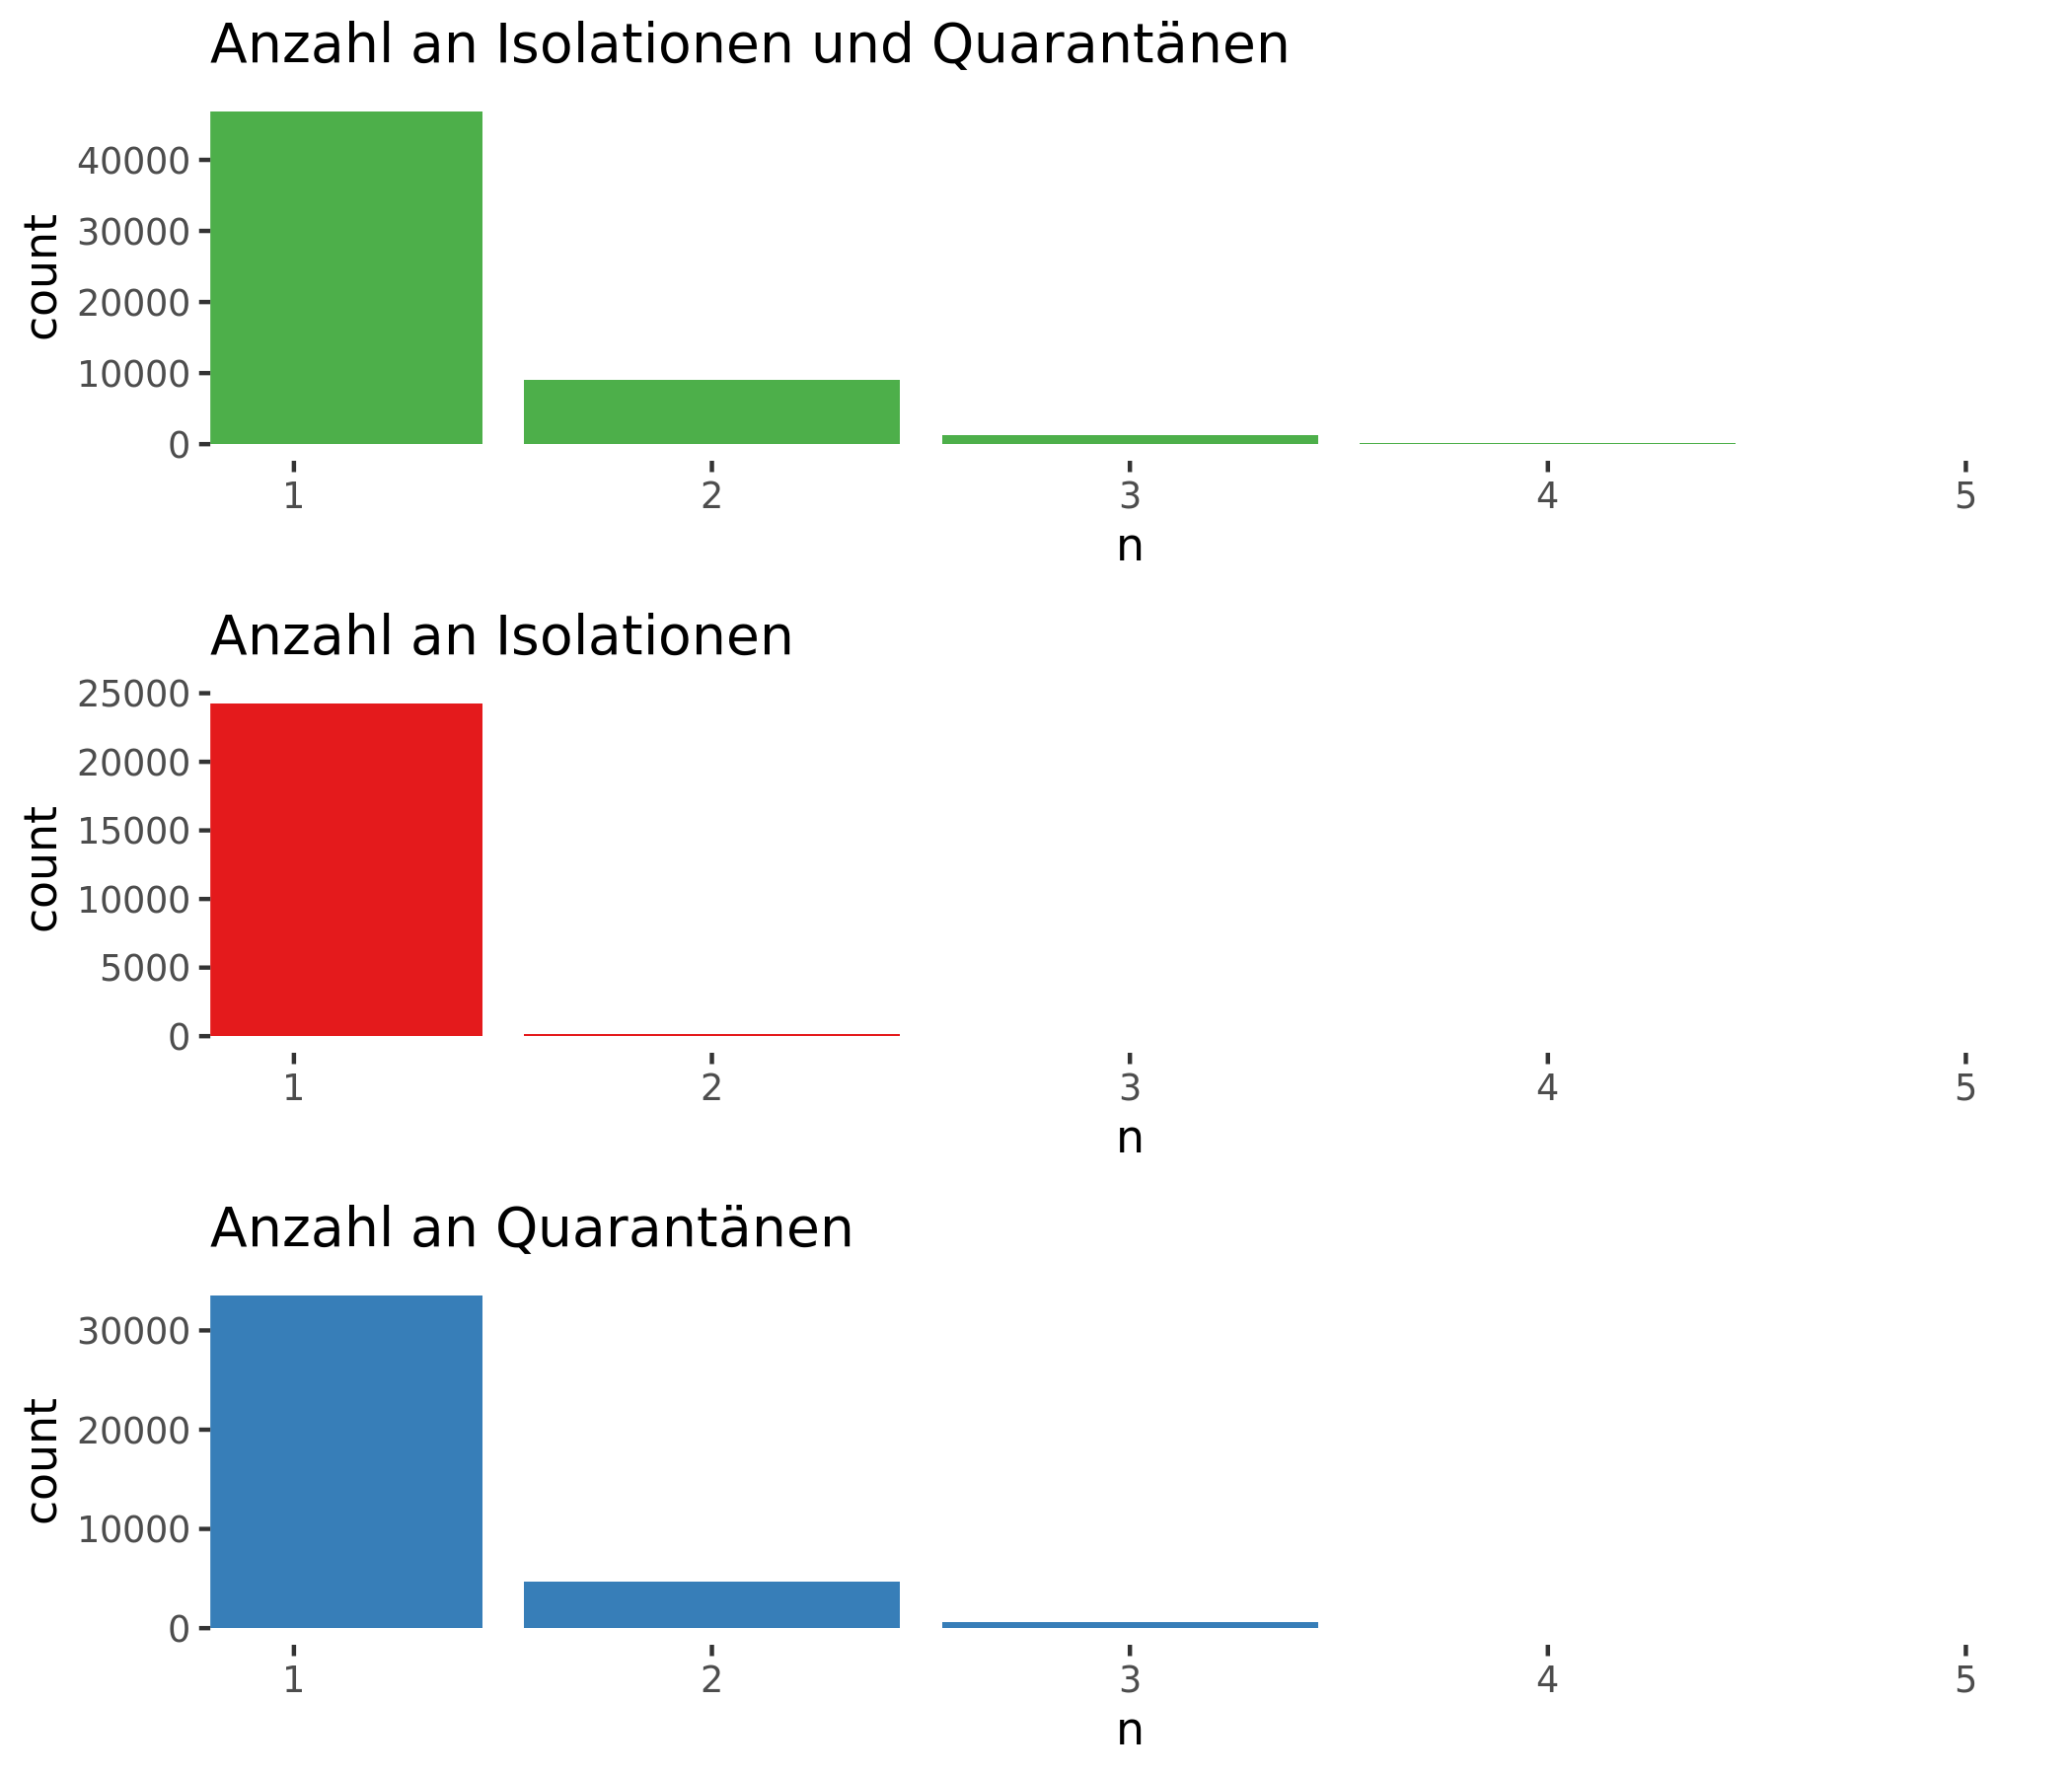 Anzahl an Isolationen und Quarantänen
count
40000
30000
20000
10000
0
1 2 3 4 5
n
Anzahl an Isolationen
count
25000
20000
15000
10000
5000
0
1 2 3 4 5
n
Anzahl an Quarantänen
count
30000
20000
10000
0
1 2 3 4 5
n